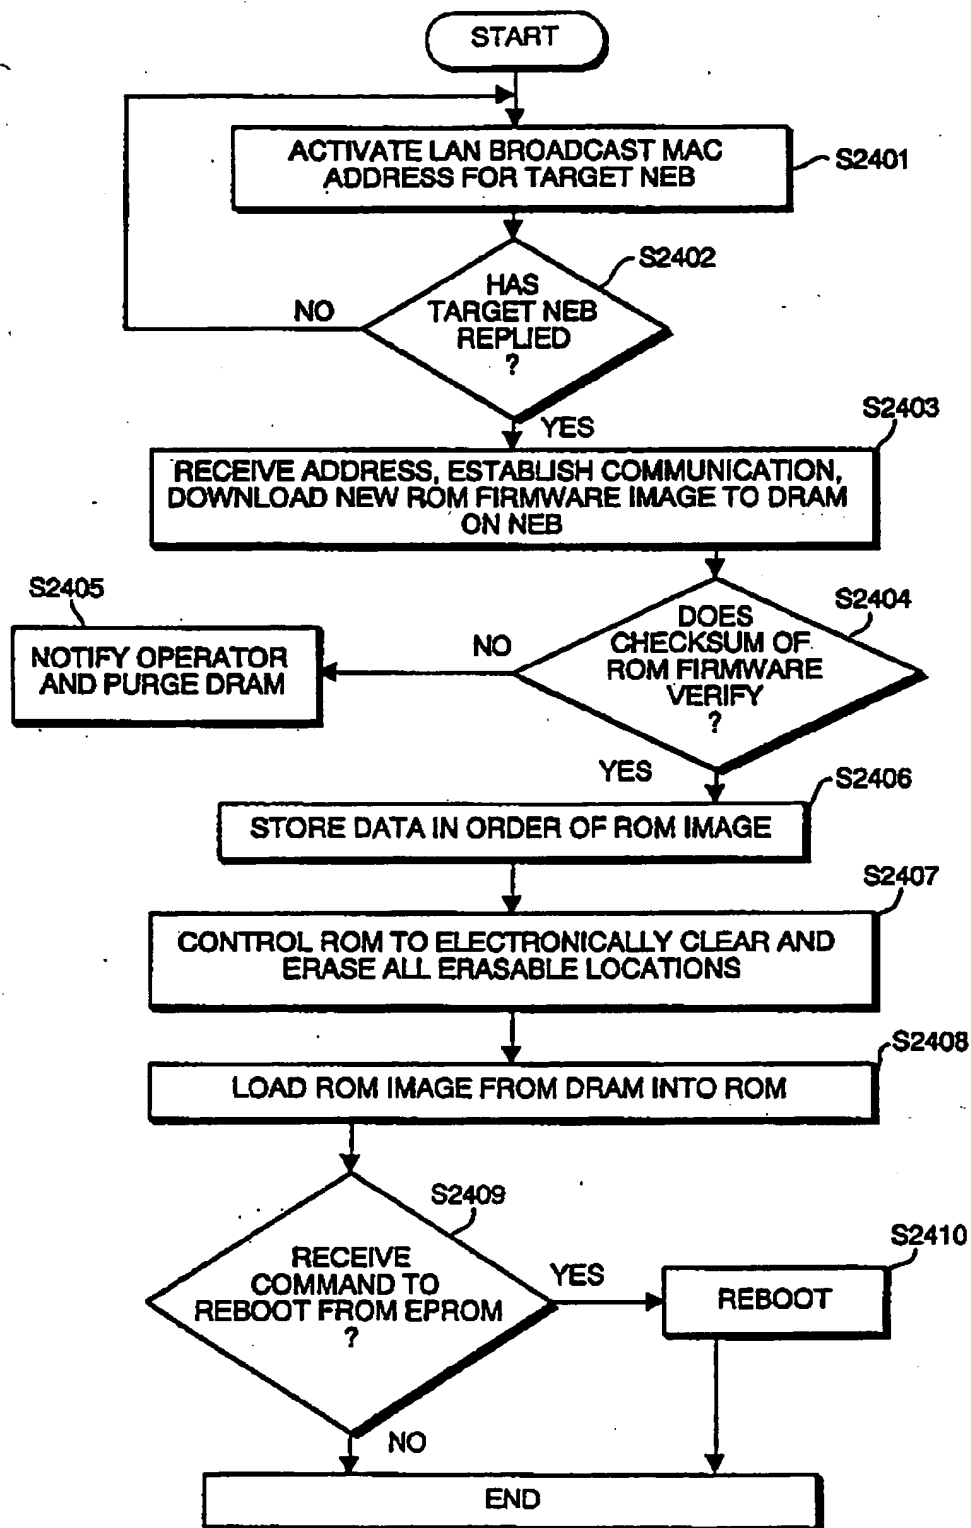 START
ACTIVATE LAN BROADCAST MAC
ADDRESS FOR TARGET NEB
S2401
S2402
HAS
TARGET NEB
REPLIED
?
NO
YES
S2403
RECEIVE ADDRESS, ESTABLISH COMMUNICATION,
DOWNLOAD NEW ROM FIRMWARE IMAGE TO DRAM
ON NEB
S2405
NOTIFY OPERATOR
AND PURGE DRAM
NO
S2404
DOES
CHECKSUM OF
ROM FIRMWARE
VERIFY
?
YES
S2406
STORE DATA IN ORDER OF ROM IMAGE
S2407
CONTROL ROM TO ELECTRONICALLY CLEAR AND
ERASE ALL ERASABLE LOCATIONS
S2408
LOAD ROM IMAGE FROM DRAM INTO ROM
S2409
RECEIVE
COMMAND TO
REBOOT FROM EPROM
?
YES
S2410
REBOOT
NO
END